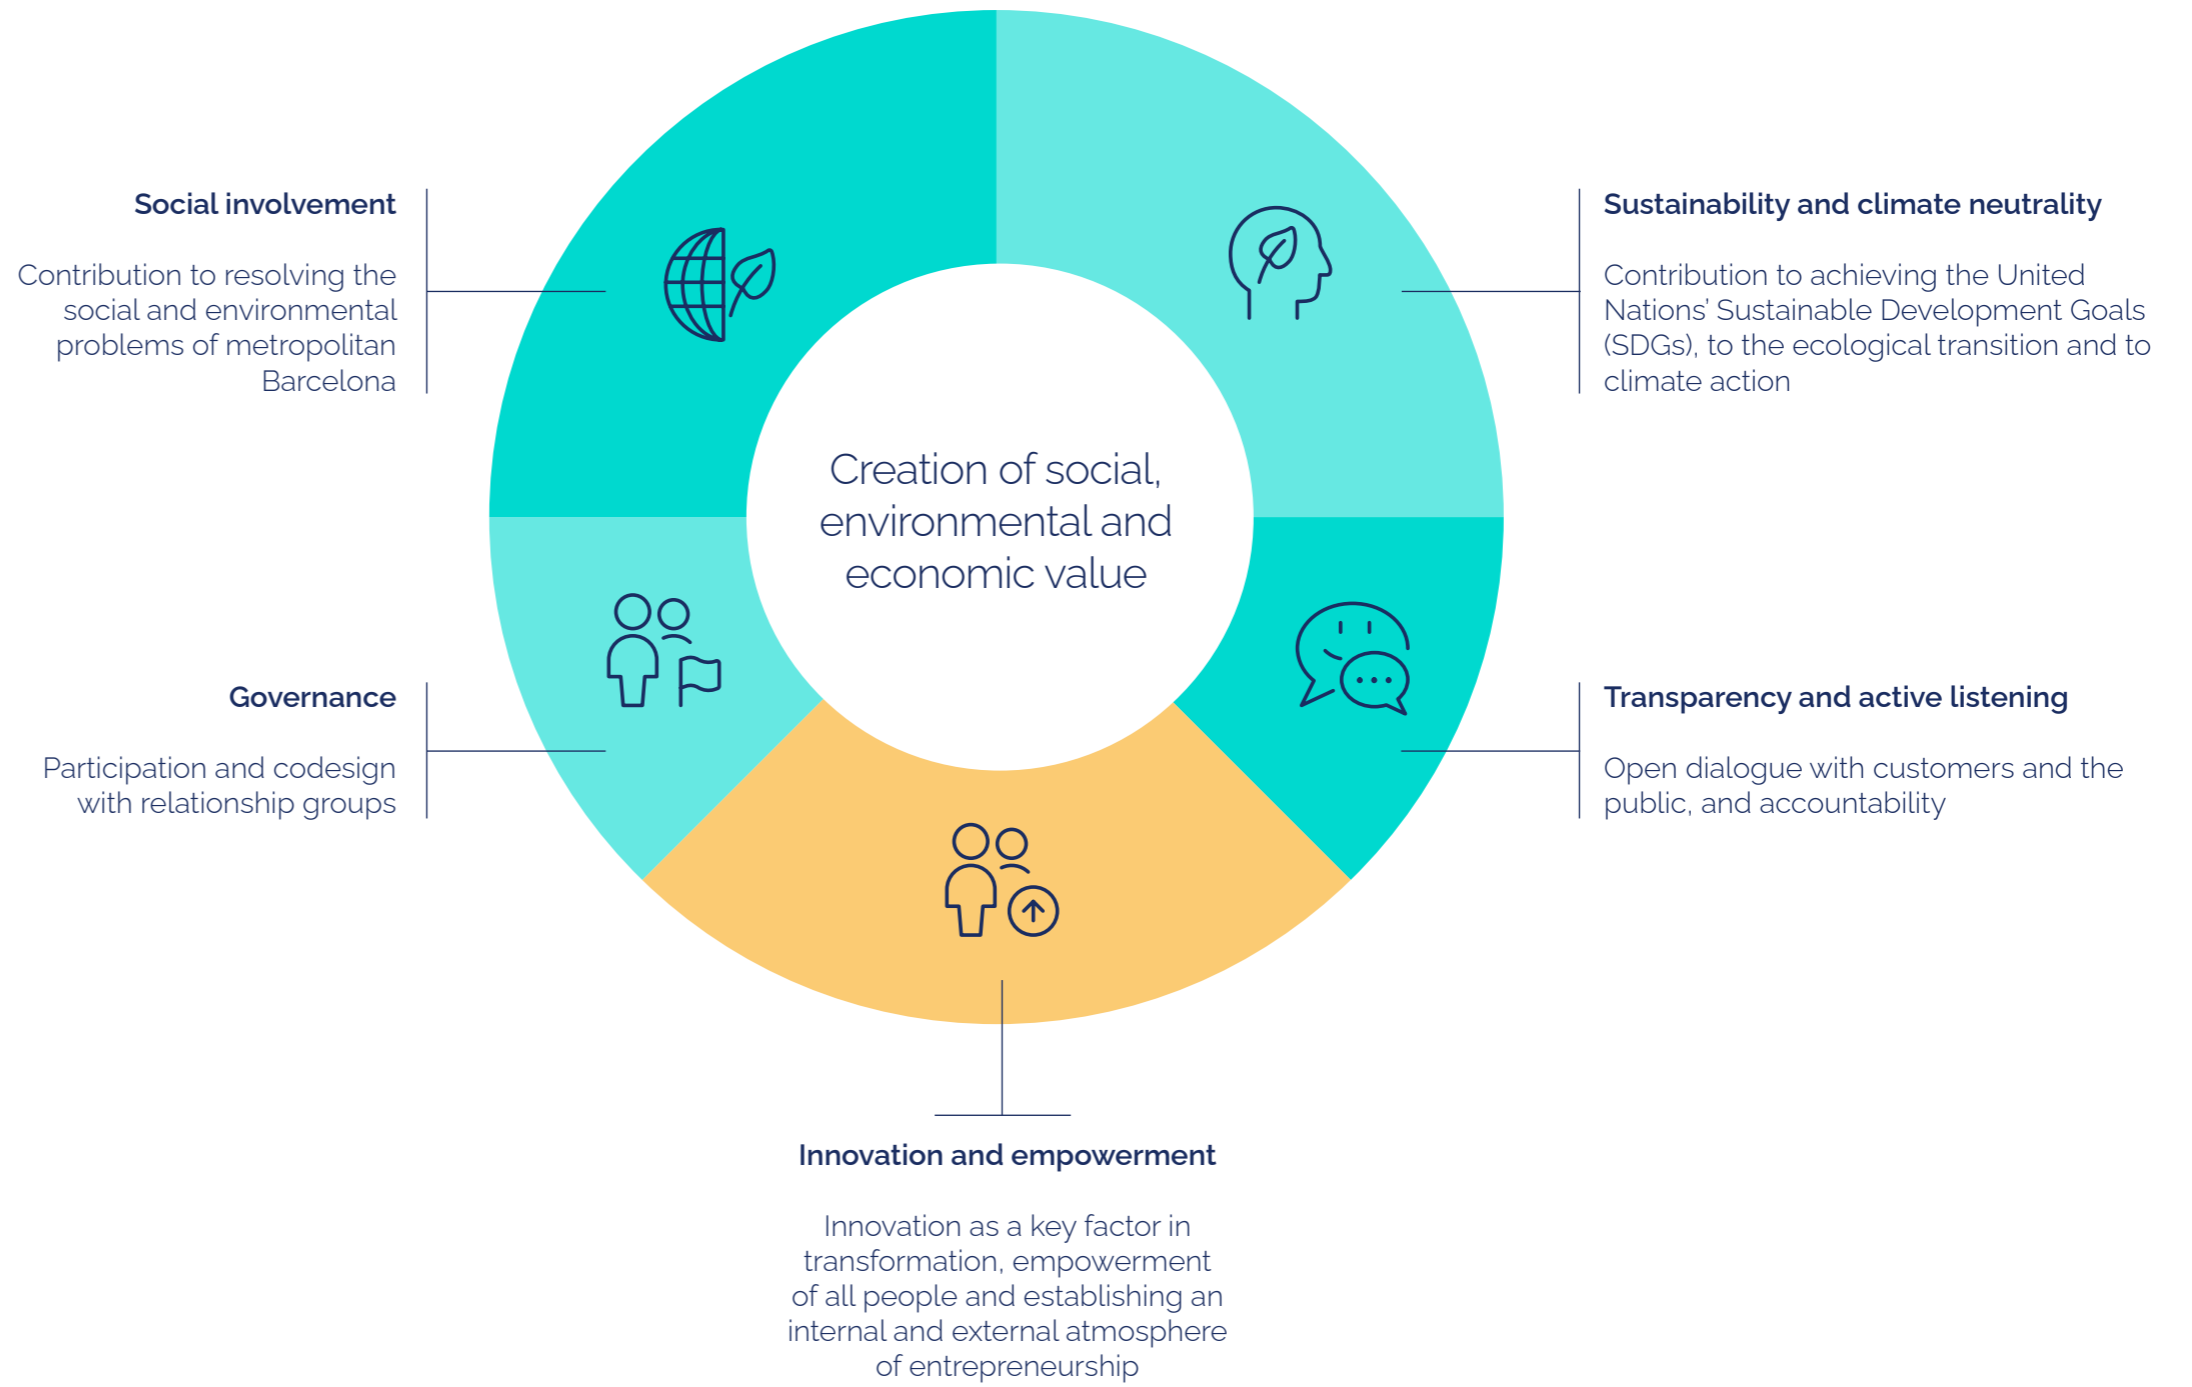 Social involvement
Contribution to resolving the
social and environmental
problems of metropolitan
Barcelona
Sustainability and climate neutrality
Contribution to achieving the United
Nations’ Sustainable Development Goals
(SDGs), to the ecological transition and to
climate action
Creation of social,
environmental and
economic value
Governance
Participation and codesign
with relationship groups
Transparency and active listening
Open dialogue with customers and the
public, and accountability
Innovation and empowerment
Innovation as a key factor in
transformation, empowerment
of all people and establishing an
internal and external atmosphere
of entrepreneurship